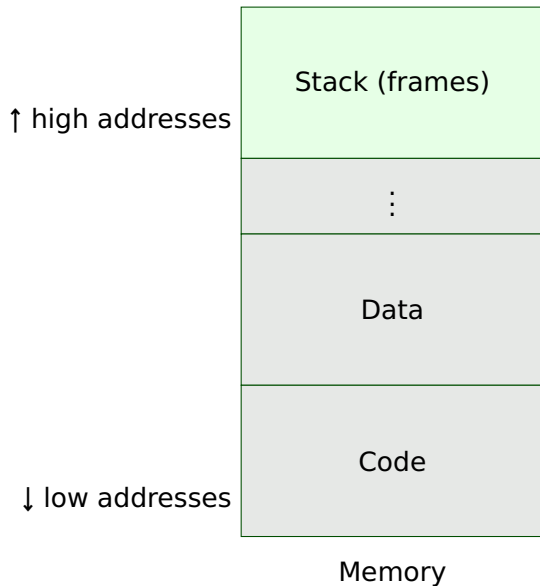 Stack (frames)
↑ high addresses
⋮
Data
Code
↓ low addresses
Memory